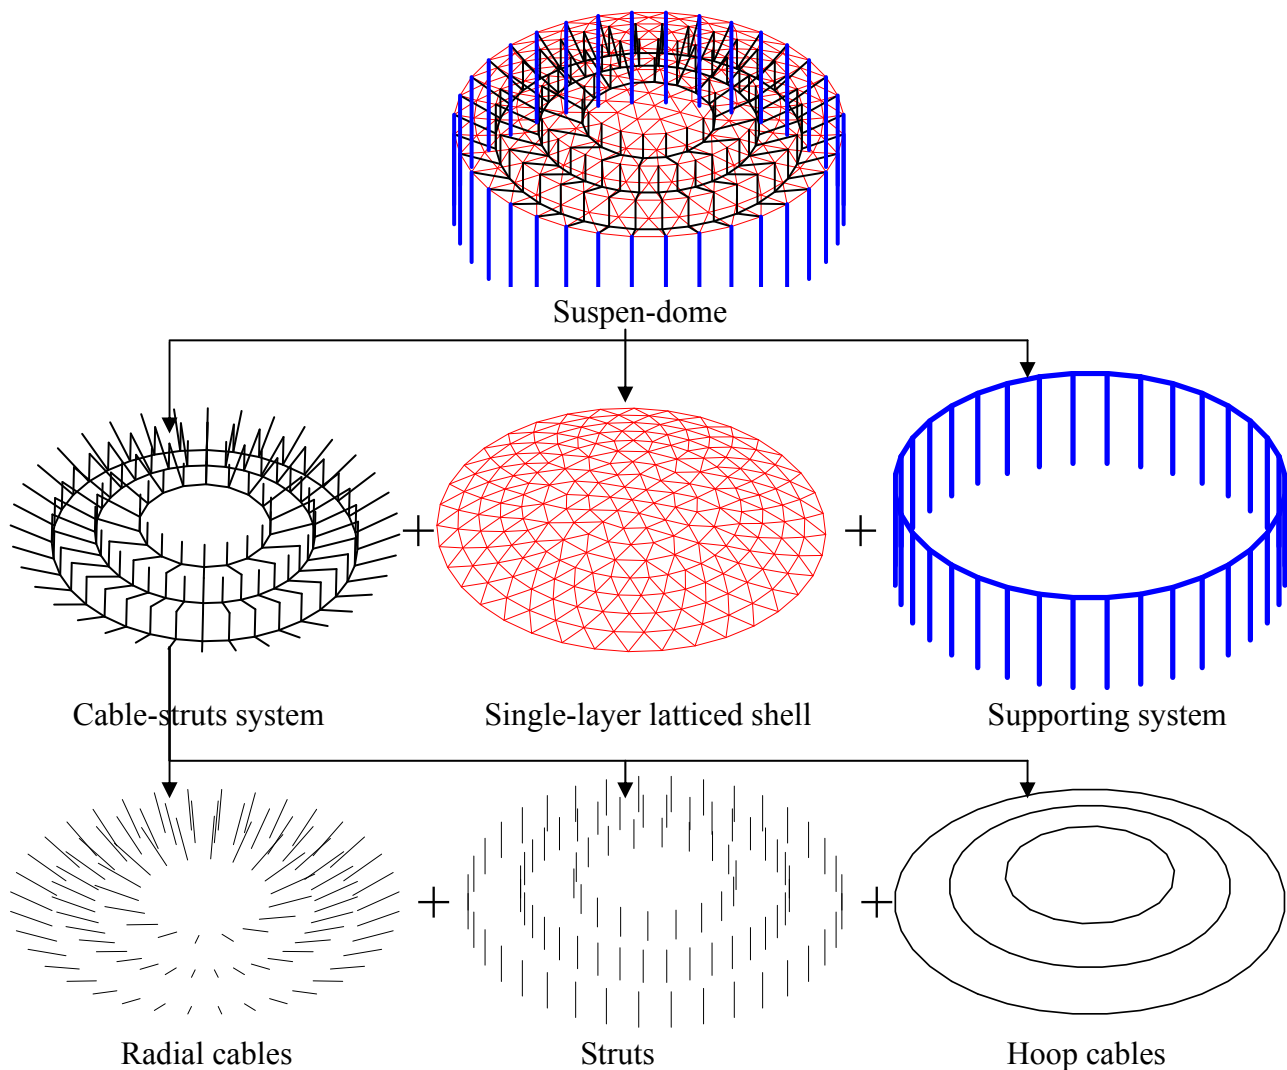 Suspen-dome
Cable-struts system
Single-layer latticed shell
Supporting system
Radial cables
Struts
Hoop cables